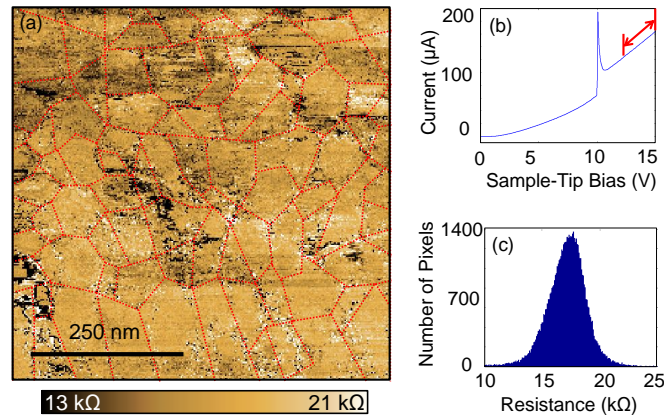 (a)
250 nm
13 kΩ
21 kΩ
(b)
200
100
0
Current (µA)
0
5
10
15
Sample-Tip Bias (V)
(c)
1400
700
0
Number of Pixels
10
15
20
25
Resistance (kΩ)